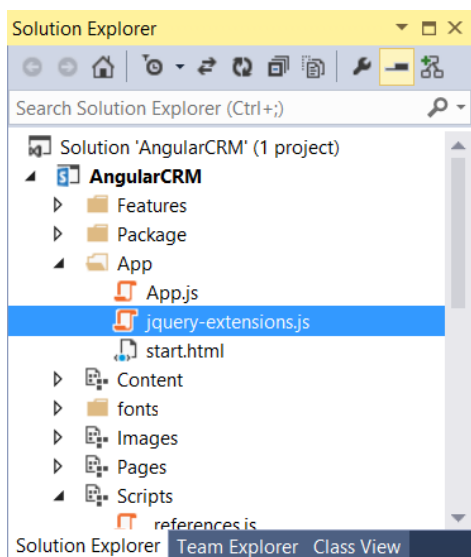 Solution Explorer
Search Solution Explorer (Ctrl+;)
Solution 'AngularCRM' (1 project)
AngularCRM
Features
Package
App
App.js
jquery-extensions.js
start.html
Content
fonts
Images
Pages
Scripts
_references.js
Solution Explorer Team Explorer Class View